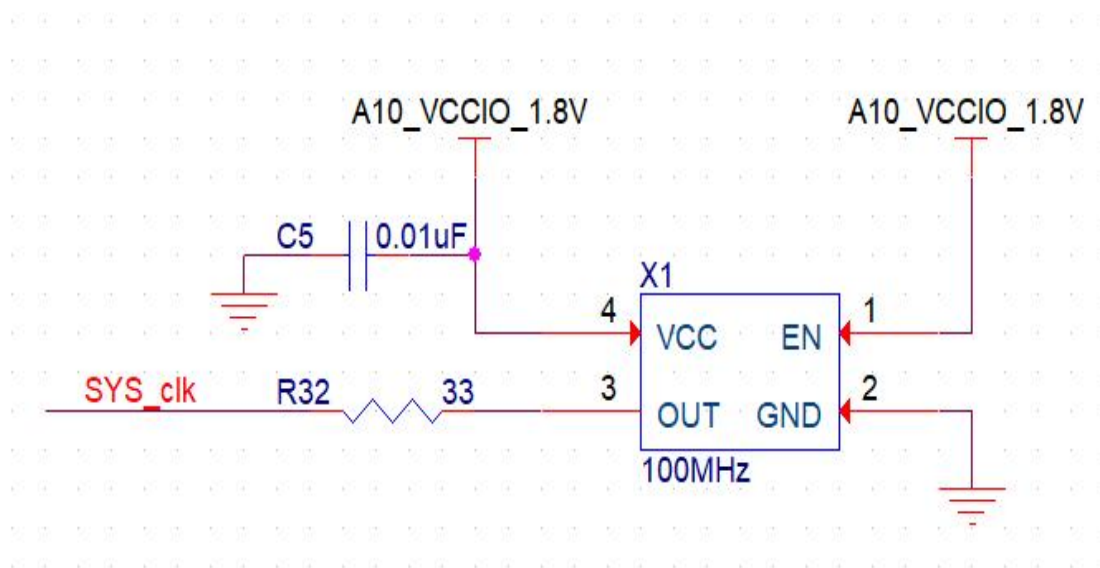 A10_VCCIO_1.8V
A10_VCCIO_1.8V
C5
0.01uF
X1
4
VCC
EN
1
SYS_clk
R32
33
3
OUT
GND
2
100MHz